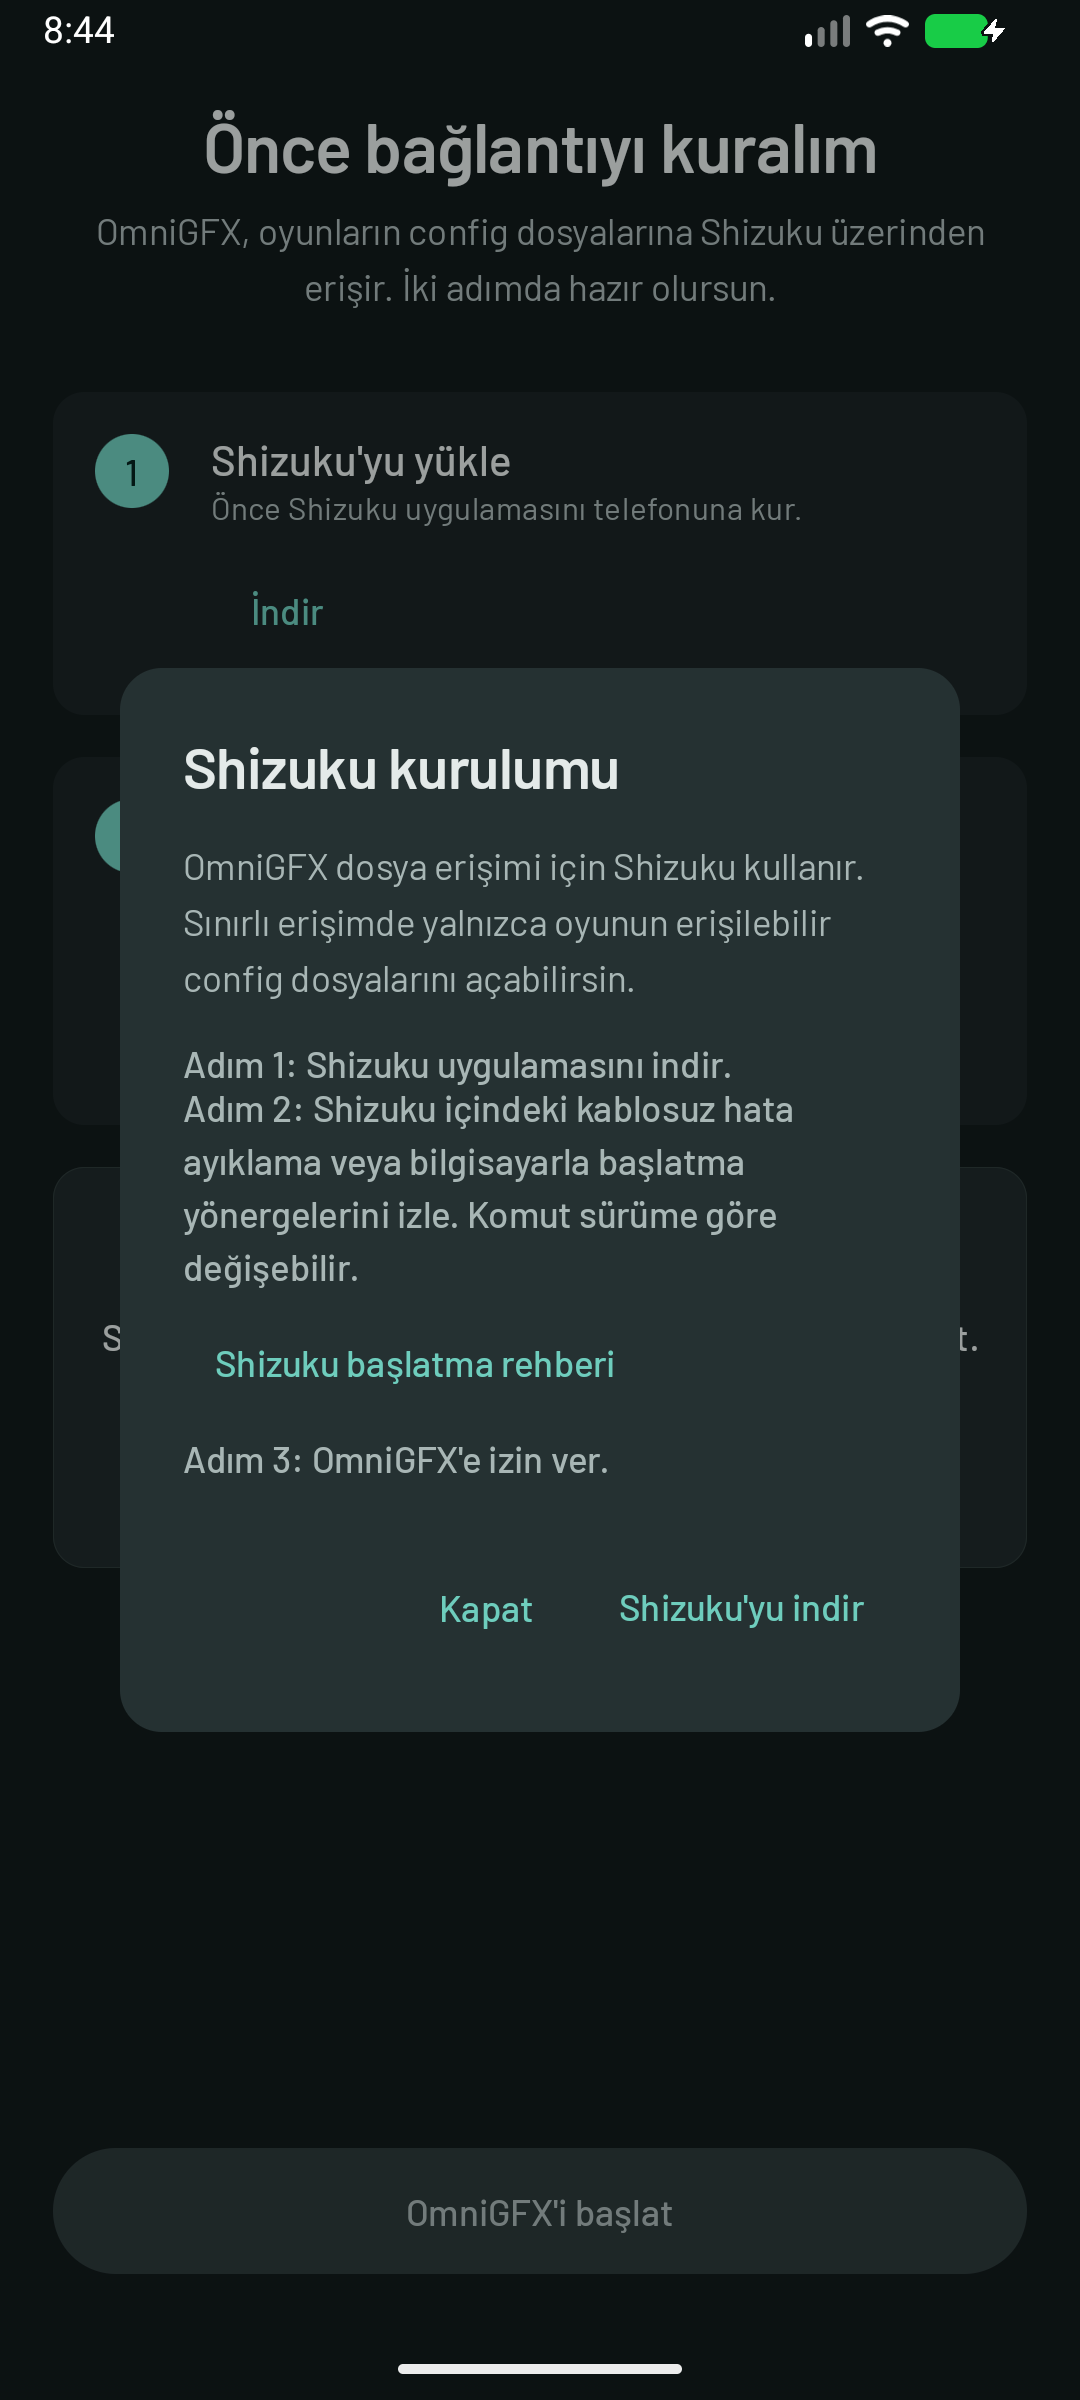 8:44
Önce bağlantıyı kuralım
OmniGFX, oyunların config dosyalarına Shizuku üzerinden
erişir. İki adımda hazır olursun.
1
Shizuku'yu yükle
Önce Shizuku uygulamasını telefonuna kur.
İndir
Shizuku kurulumu
OmniGFX dosya erişimi için Shizuku kullanır.
Sınırlı erişimde yalnızca oyunun erişilebilir
config dosyalarını açabilirsin.
Adım 1: Shizuku uygulamasını indir.
Adım 2: Shizuku içindeki kablosuz hata
ayıklama veya bilgisayarla başlatma
yönergelerini izle. Komut sürüme göre
değişebilir.
Shizuku başlatma rehberi
Adım 3: OmniGFX'e izin ver.
Kapat
Shizuku'yu indir
OmniGFX'i başlat